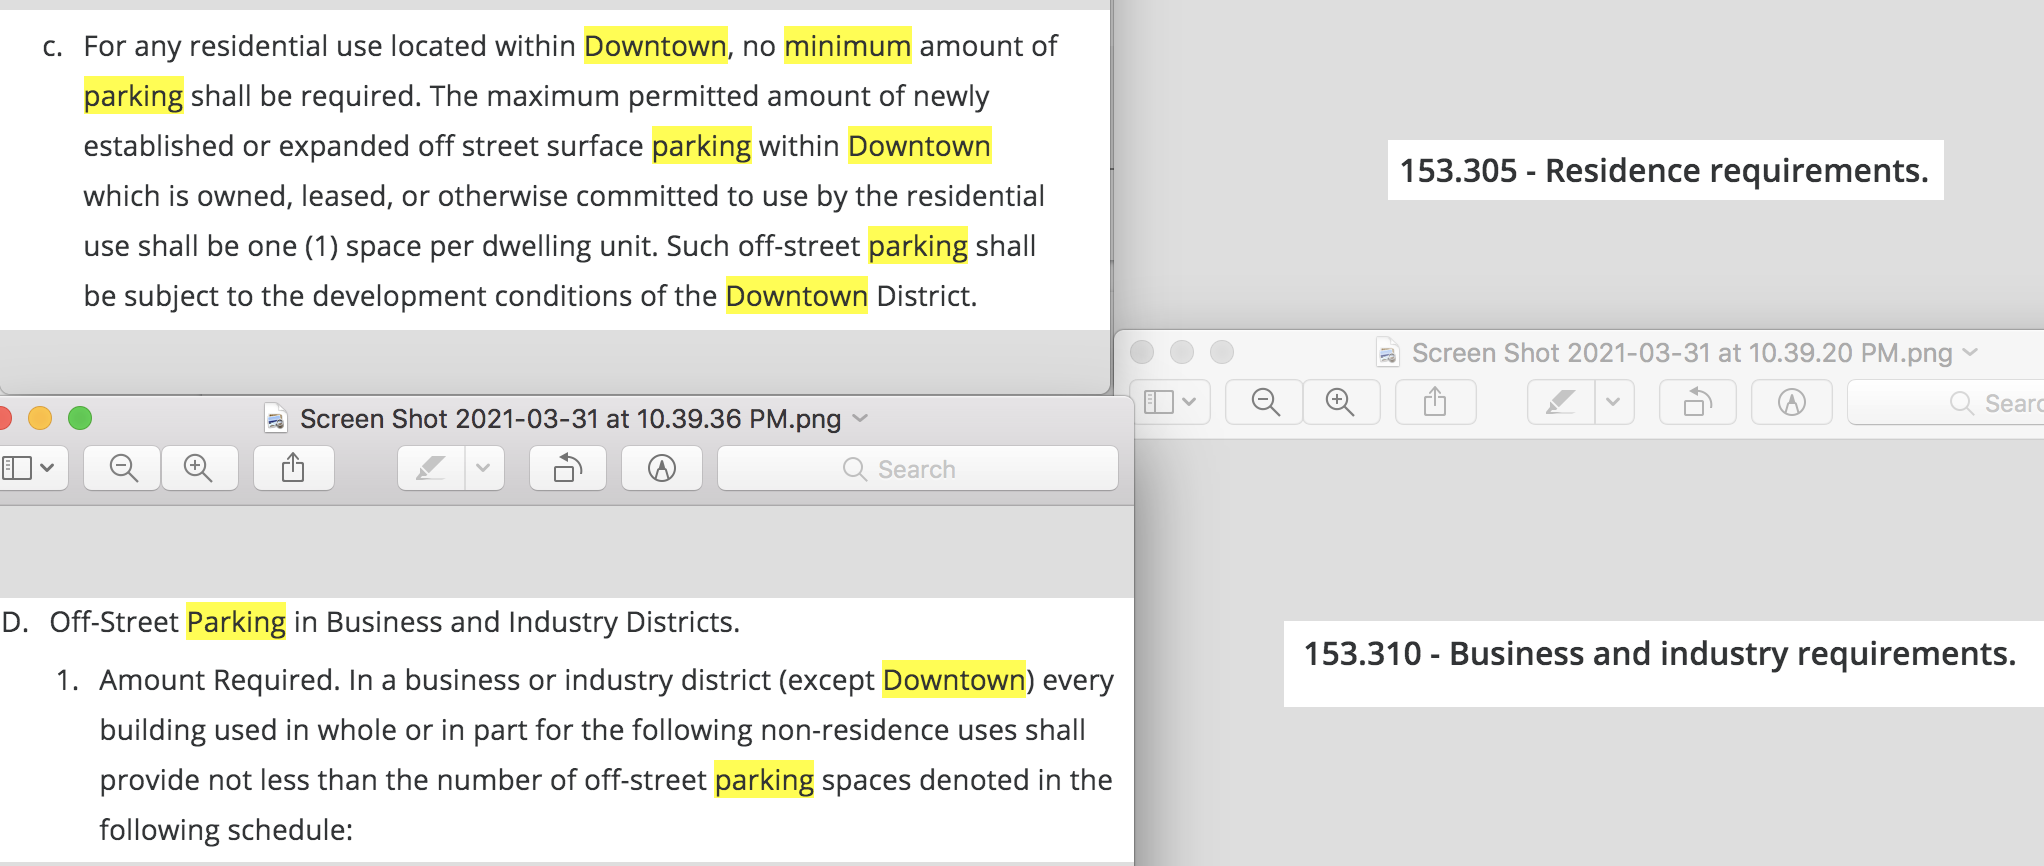 c. For any residential use located within Downtown, no minimum amount of
parking shall be required. The maximum permitted amount of newly
established or expanded off street surface parking within Downtown
which is owned, leased, or otherwise committed to use by the residential
use shall be one (1) space per dwelling unit. Such off-street parking shall
be subject to the development conditions of the Downtown District.
153.305 - Residence requirements.
Screen Shot 2021-03-31 at 10.39.20 PM.png
Searc
Screen Shot 2021-03-31 at 10.39.36 PM.png
Search
D. Off-Street Parking in Business and Industry Districts.
1. Amount Required. In a business or industry district (except Downtown) every
building used in whole or in part for the following non-residence uses shall
provide not less than the number of off-street parking spaces denoted in the
following schedule:
153.310 - Business and industry requirements.